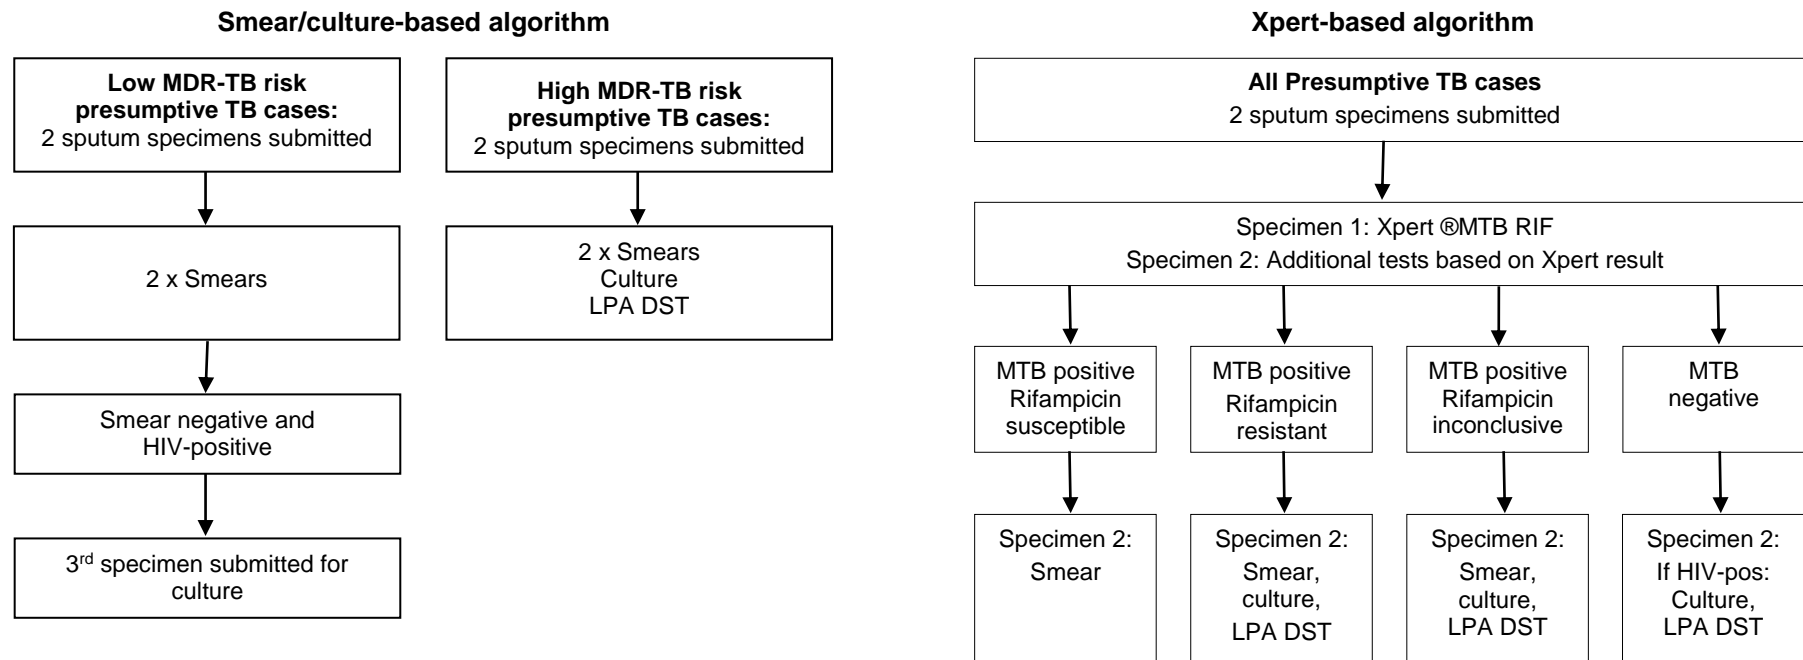 Smear/culture-based algorithm
Low MDR-TB risk
presumptive TB cases:
2 sputum specimens submitted
High MDR-TB risk
presumptive TB cases:
2 sputum specimens submitted
2 x Smears
2 x Smears
Culture
LPA DST
Smear negative and
HIV-positive
3rd specimen submitted for
culture
Xpert-based algorithm
All Presumptive TB cases
2 sputum specimens submitted
Specimen 1: Xpert ®MTB RIF
Specimen 2: Additional tests based on Xpert result
MTB positive
Rifampicin
susceptible
MTB positive
Rifampicin
resistant
MTB positive
Rifampicin
inconclusive
MTB
negative
Specimen 2:
Smear
Specimen 2:
Smear,
culture,
LPA DST
Specimen 2:
Smear,
culture,
LPA DST
Specimen 2:
If HIV-pos:
Culture,
LPA DST